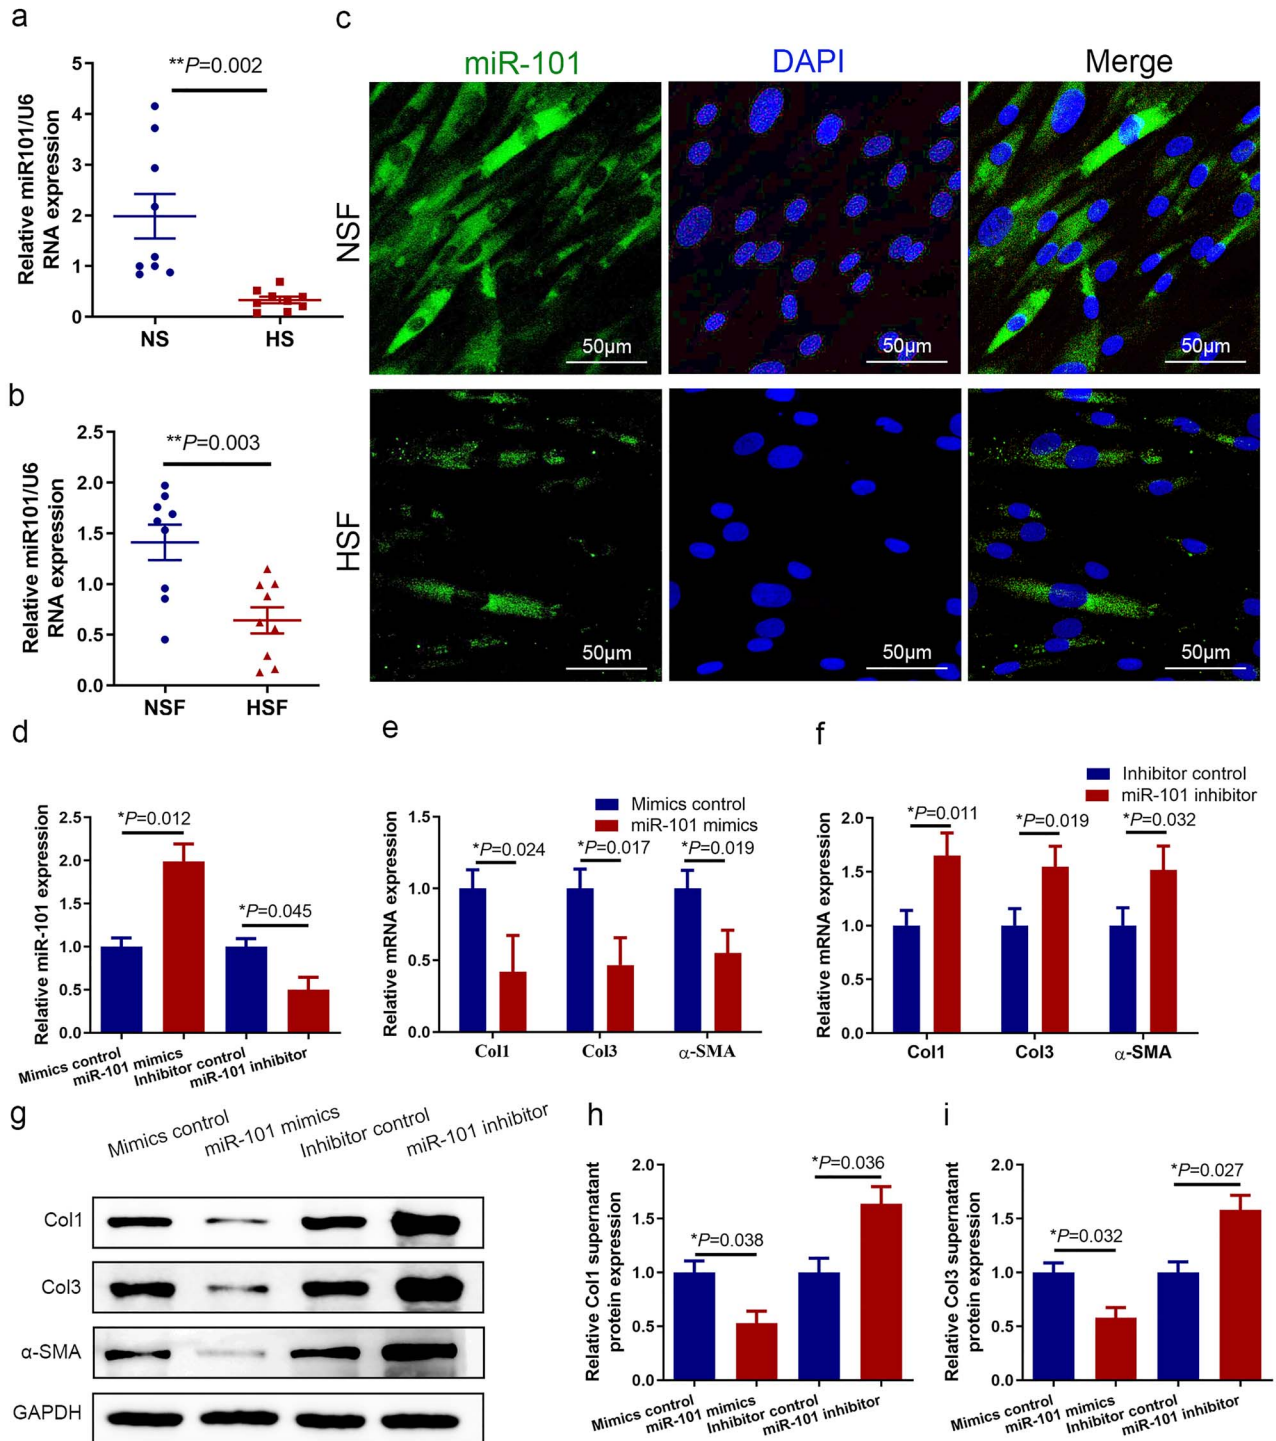 a
**P=0.002
Relative miR101/U6
RNA expression
5
4
3
2
1
0
NS
HS
b
**P=0.003
Relative miR101/U6
RNA expression
2.5
2.0
1.5
1.0
0.5
0.0
NSF
HSF
c
miR-101
DAPI
Merge
NSF
50μm
50μm
50μm
HSF
50μm
50μm
50μm
d
Relative miR-101 expression
2.5
2.0
1.5
1.0
0.5
0.0
*P=0.012
*P=0.045
Mimics control
miR-101 mimics
Inhibitor control
miR-101 inhibitor
e
Mimics control
miR-101 mimics
Relative mRNA expression
1.5
1.0
0.5
0.0
*P=0.024
*P=0.017
*P=0.019
Col1
Col3
α-SMA
f
Inhibitor control
miR-101 inhibitor
Relative mRNA expression
2.0
1.5
1.0
0.5
0.0
*P=0.011
*P=0.019
*P=0.032
Col1
Col3
α-SMA
g
Mimics control
miR-101 mimics
Inhibitor control
miR-101 inhibitor
Col1
Col3
α-SMA
GAPDH
h
Relative Col1 supernatant
protein expression
2.0
1.5
1.0
0.5
0.0
*P=0.038
*P=0.036
Mimics control
miR-101 mimics
Inhibitor control
miR-101 inhibitor
i
Relative Col3 supernatant
protein expression
2.0
1.5
1.0
0.5
0.0
*P=0.032
*P=0.027
Mimics control
miR-101 mimics
Inhibitor control
miR-101 inhibitor